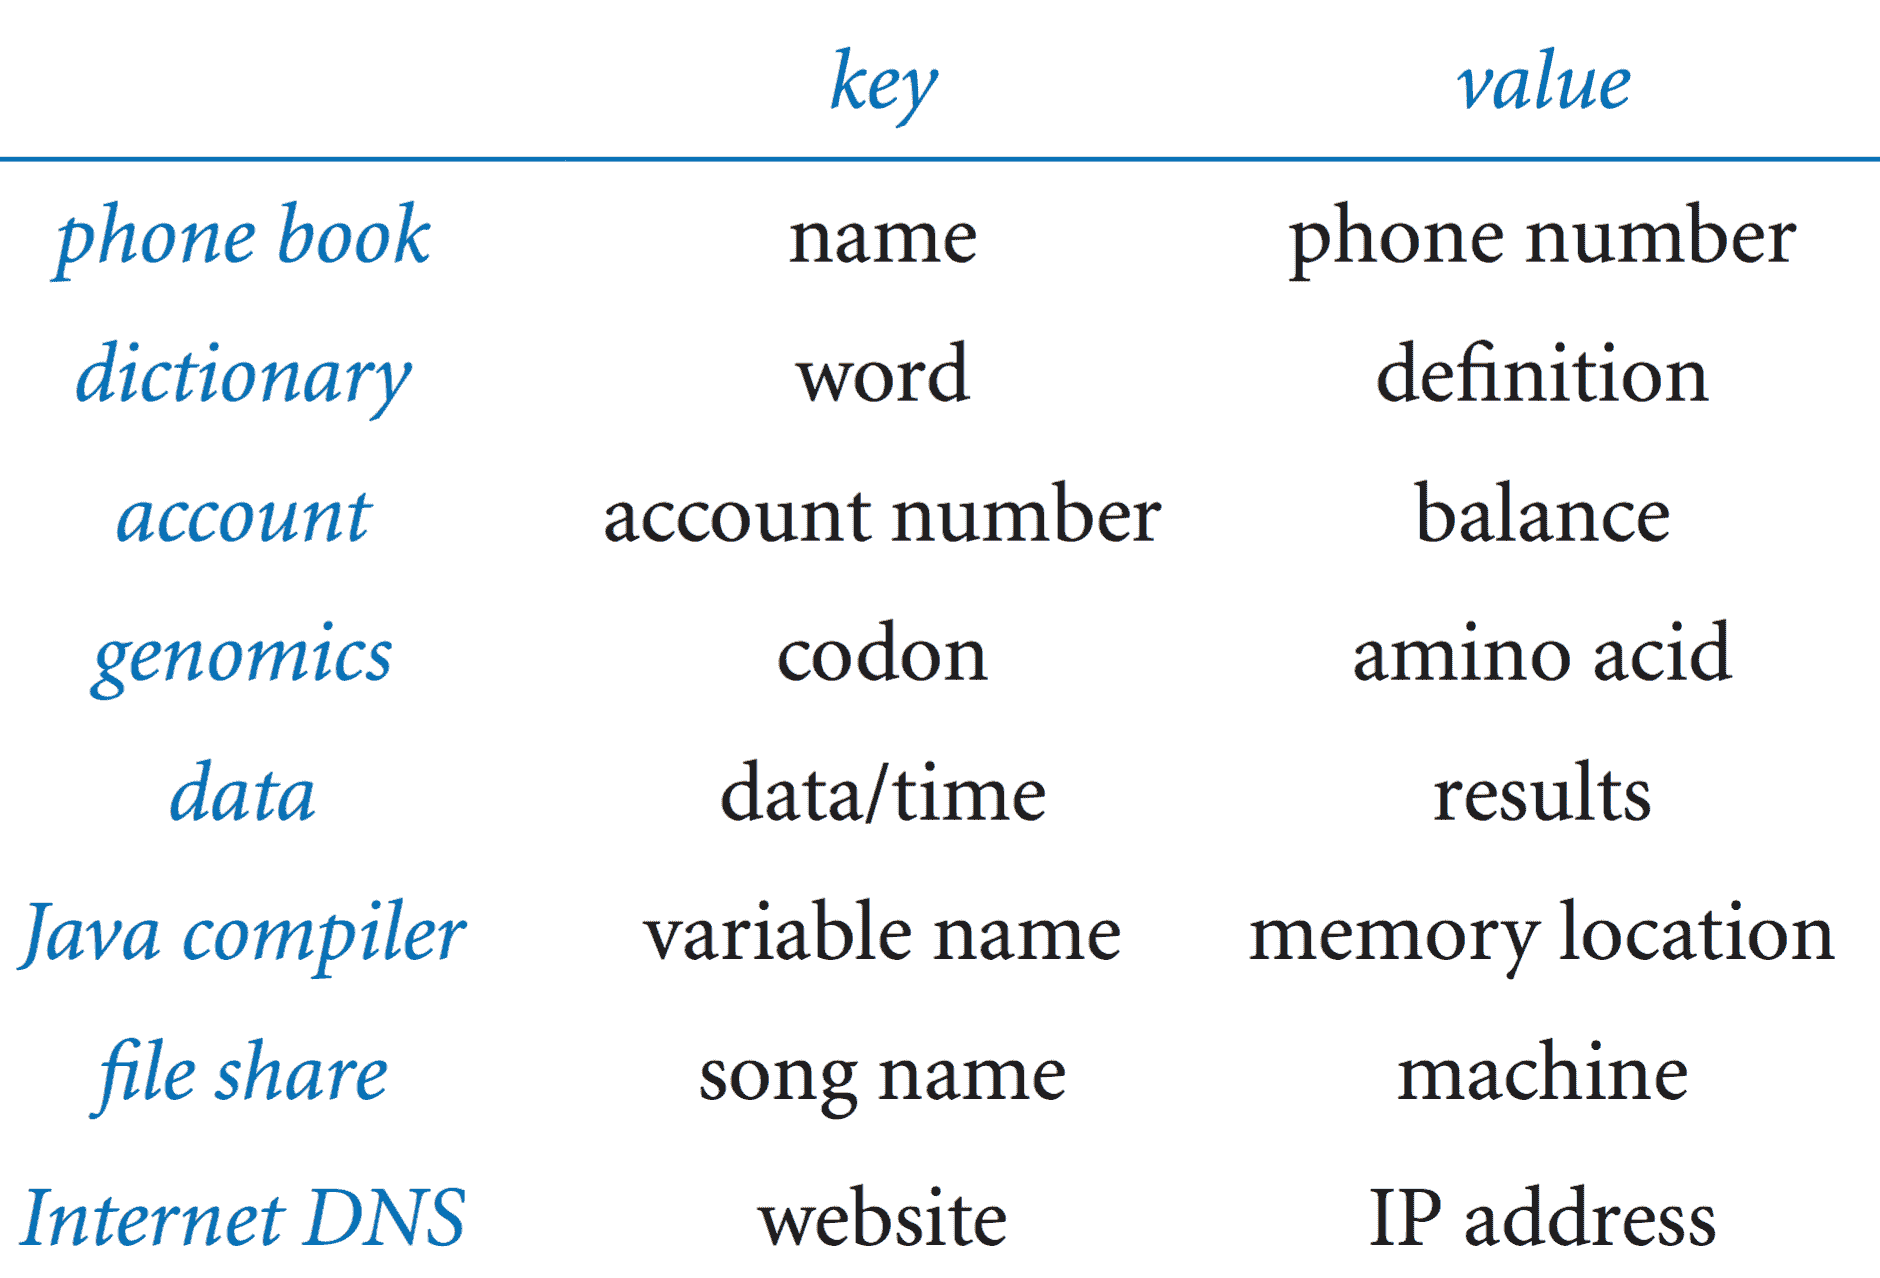 key value
phone book name phone number
dictionary word definition
account account number balance
genomics codon amino acid
data data/time results
Java compiler variable name memory location
file share song name machine
Internet DNS website IP address